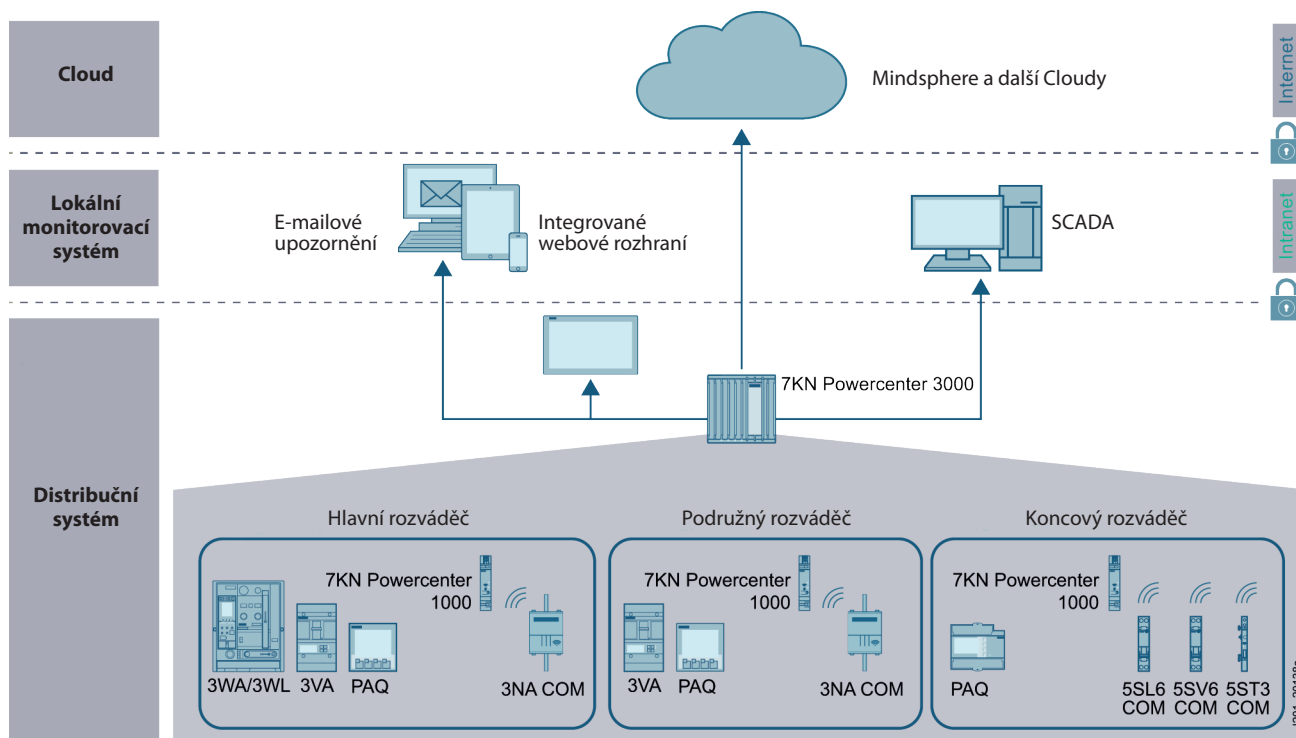 Cloud
Mindsphere a další Cloudy
Internet
Lokální
monitorovací
systém
E-mailové
upozornění
Integrované
webové rozhraní
SCADA
Intranet
7KN Powercenter 3000
Distribuční
systém
Hlavní rozváděč
7KN Powercenter
1000
3WA/3WL
3VA
PAQ
3NA COM
Podružný rozváděč
7KN Powercenter
1000
3VA
PAQ
3NA COM
Koncový rozváděč
7KN Powercenter
1000
PAQ
5SL6
COM
5SV6
COM
5ST3
COM